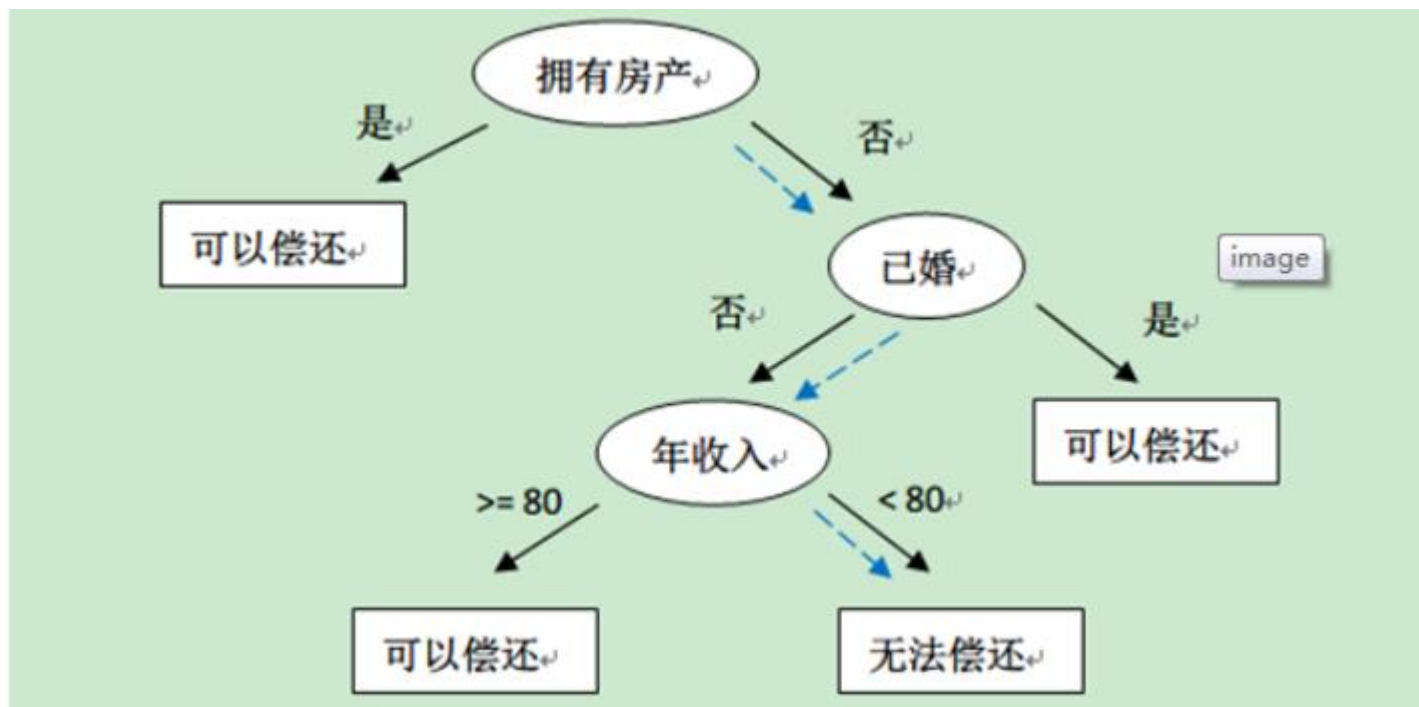 拥有房产
是
否
可以偿还
已婚
image
否
是
年收入
可以偿还
>= 80
< 80
可以偿还
无法偿还